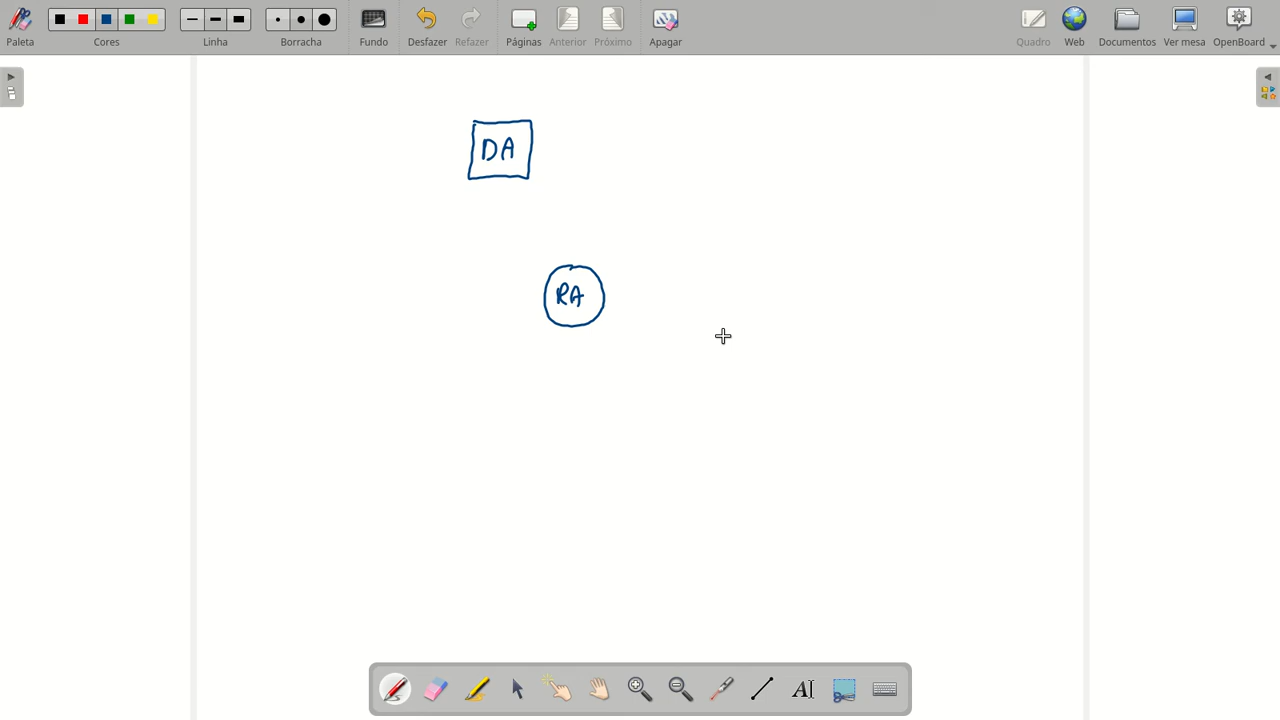 Paleta Cores Linha Borracha Fundo Desfazer Refazer Páginas Anterior Próximo Apagar Quadro Web Documentos Ver mesa OpenBoard
DA
RA
AI